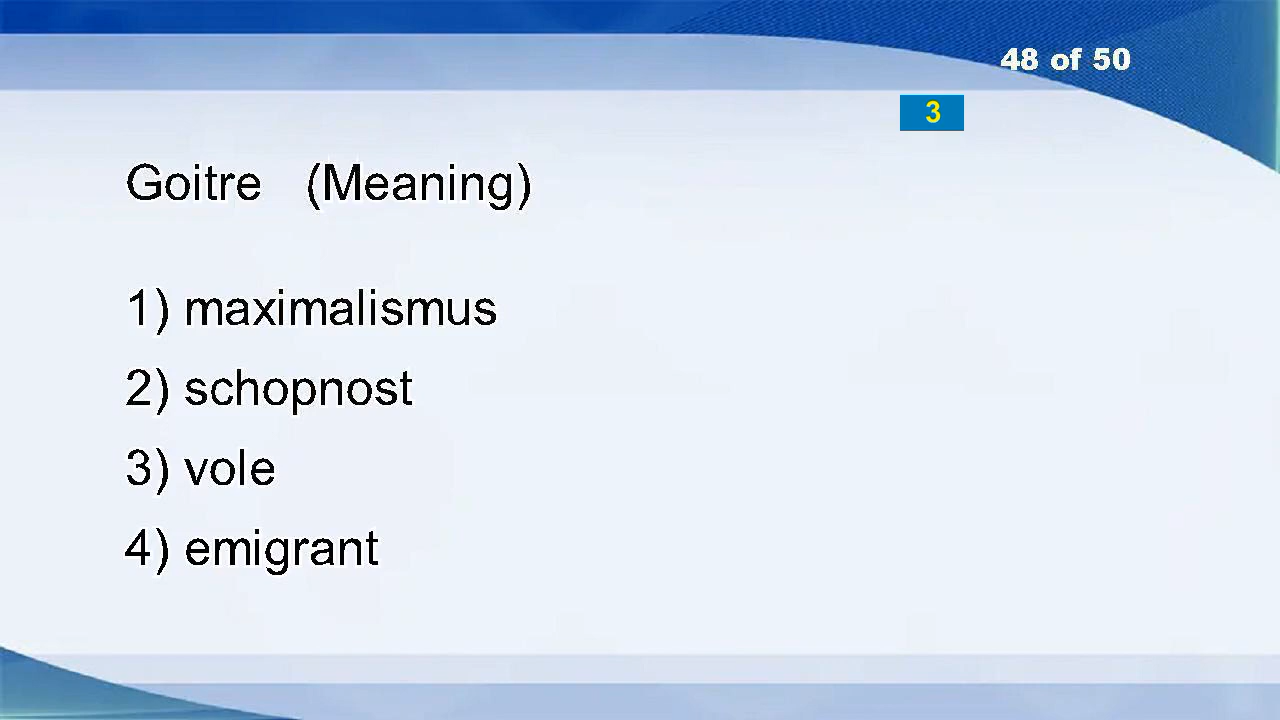 48 of 50
3
Goitre (Meaning)
1) maximalismus
2) schopnost
3) vole
4) emigrant